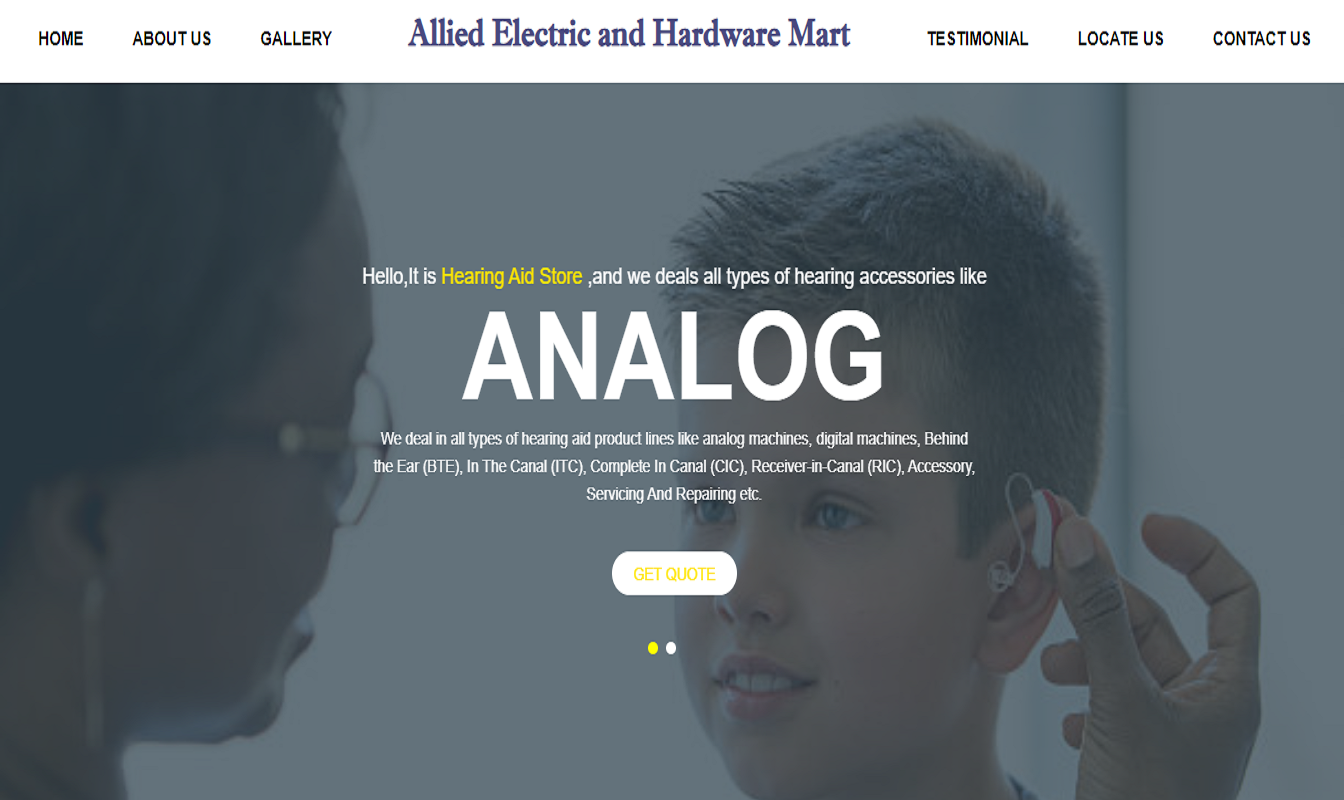 HOME ABOUT US GALLERY Allied Electric and Hardware Mart TESTIMONIAL LOCATE US CONTACT US
Hello,It is Hearing Aid Store ,and we deals all types of hearing accessories like
ANALOG
We deal in all types of hearing aid product lines like analog machines, digital machines, Behind
the Ear (BTE), In The Canal (ITC), Complete In Canal (CIC), Receiver-in-Canal (RIC), Accessory,
Servicing And Repairing etc.
GET QUOTE